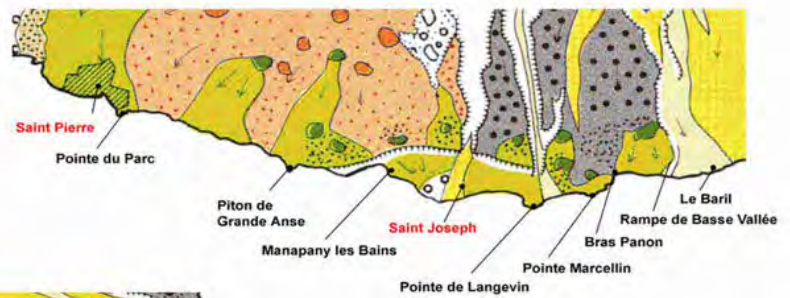 Saint Pierre
Pointe du Parc
Piton de
Grande Anse
Manapany les Bains
Saint Joseph
Pointe de Langevin
Pointe Marcellin
Bras Panon
Rampe de Basse Vallée
Le Baril